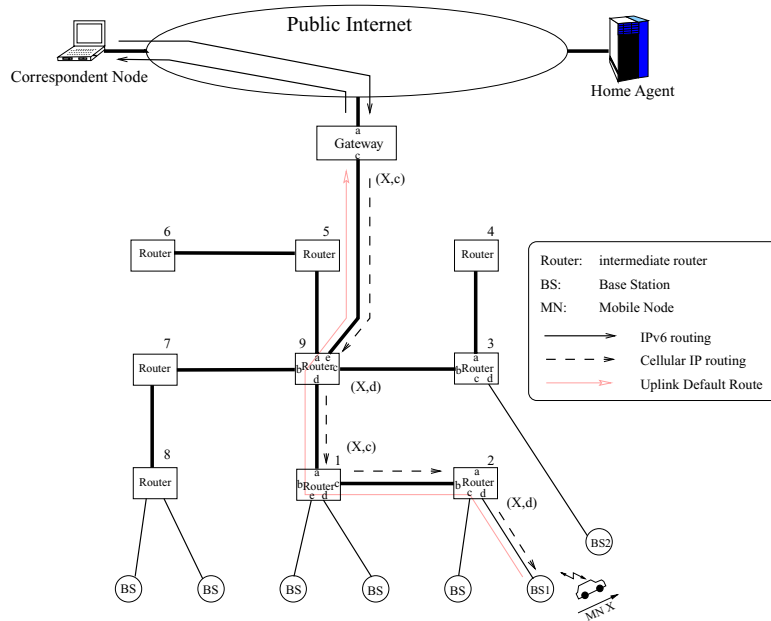 Public Internet
Correspondent Node
Home Agent
a
Gateway
c
(X,c)
6
5
4
Router
Router
Router
Router: intermediate router
BS: Base Station
MN: Mobile Node
IPv6 routing
Cellular IP routing
Uplink Default Route
7
9
3
Router
a e
b Router c
d
a
b Router
c d
(X,d)
(X,c)
8
1
2
Router
a
Router c
e d
a
b Router
c d
(X,d)
BS2
BS
BS
BS
BS
BS
BS1
MN X